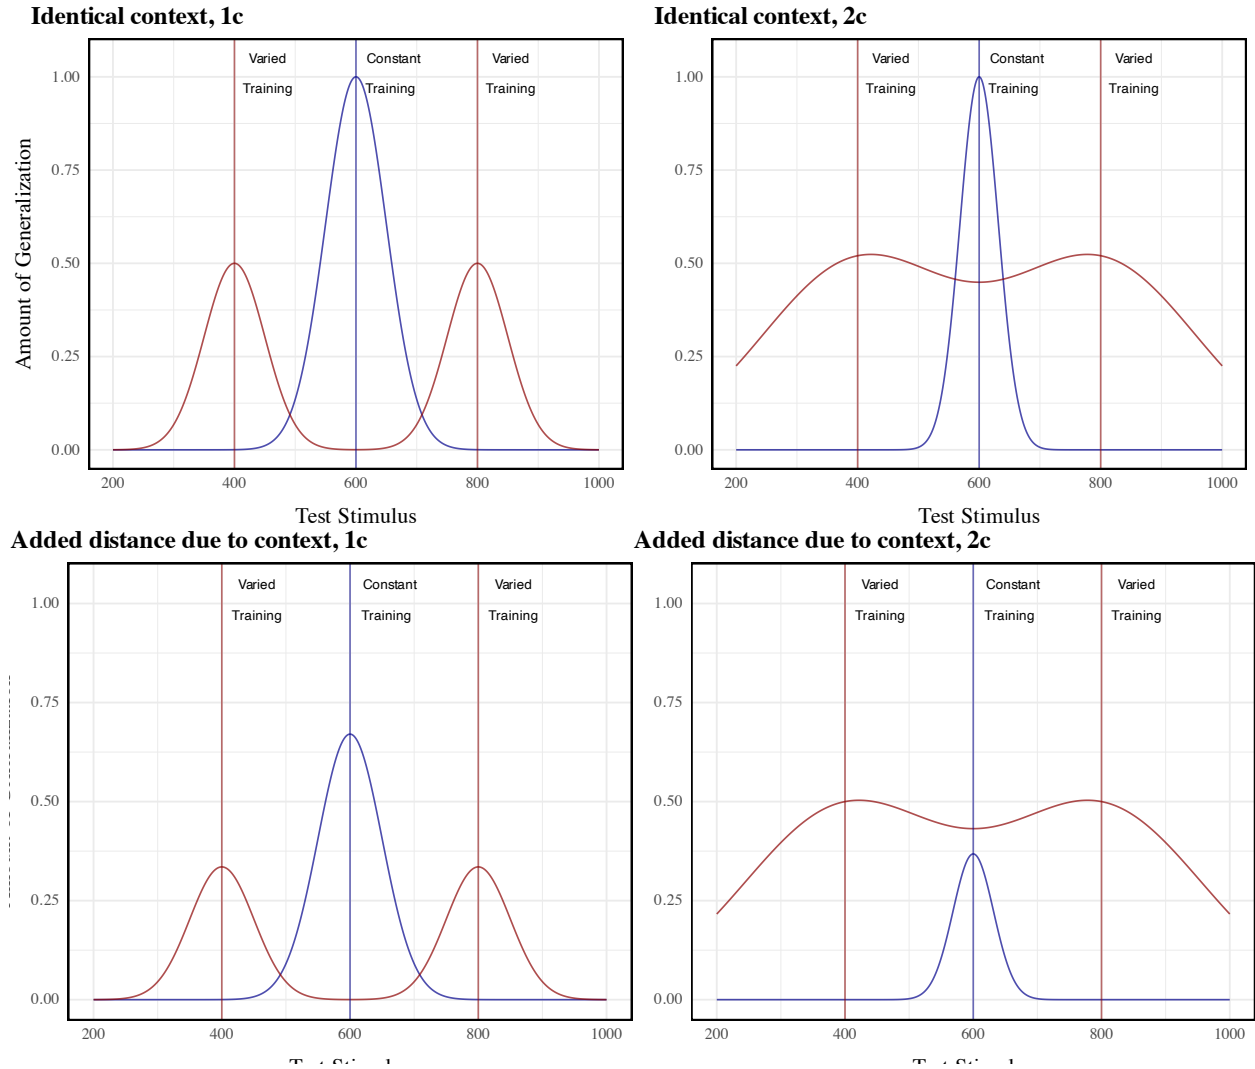 Identical context, 1c
Amount of Generalization
1.00
0.75
0.50
0.25
0.00
Varied
Training
Constant
Training
Varied
Training
200 400 600 800 1000
Test Stimulus
Identical context, 2c
1.00
0.75
0.50
0.25
0.00
Varied
Training
Constant
Training
Varied
Training
200 400 600 800 1000
Test Stimulus
Added distance due to context, 1c
1.00
0.75
0.50
0.25
0.00
Varied
Training
Constant
Training
Varied
Training
200 400 600 800 1000
Test Stimulus
Added distance due to context, 2c
1.00
0.75
0.50
0.25
0.00
Varied
Training
Constant
Training
Varied
Training
200 400 600 800 1000
Test Stimulus